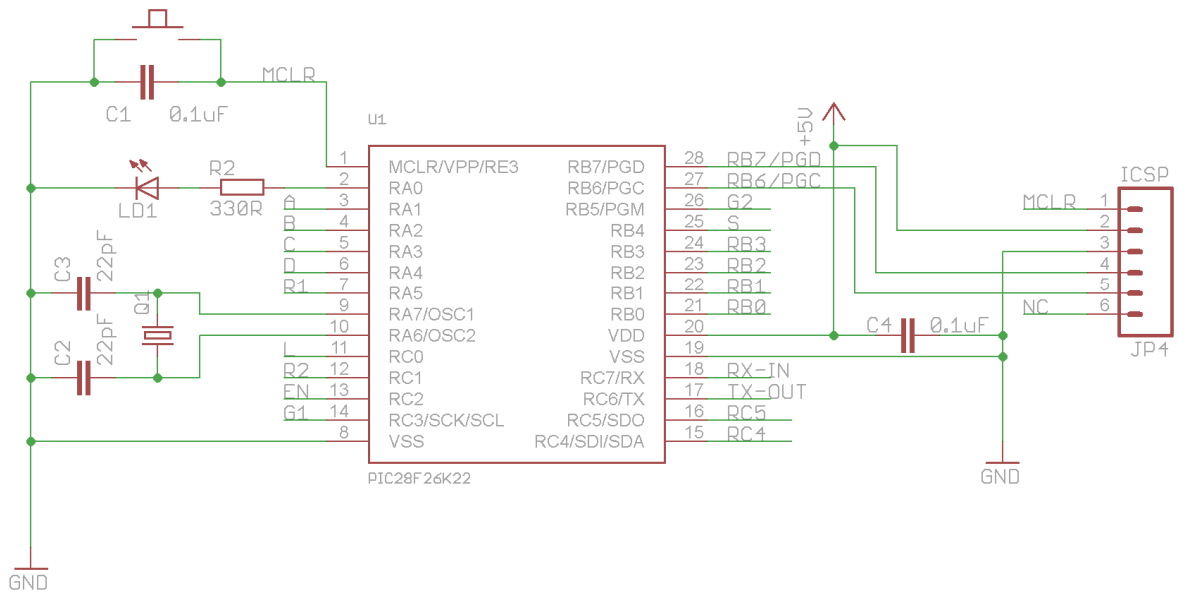 MCLR
C1 0.1uF
U1
+5V
R2
330R
LD1
C3
22pF
Q1
C2
22pF
1 MCLR/VPP/RE3
2 RA0
A 3 RA1
B 4 RA2
C 5 RA3
D 6 RA4
R1 7 RA5
9 RA7/OSC1
10 RA6/OSC2
L 11 RC0
R2 12 RC1
EN 13 RC2
G1 14 RC3/SCK/SCL
8 VSS
RB7/PGD 28 RB7/PGD
RB6/PGC 27 RB6/PGC
RB5/PGM 26 G2
RB4 25 S
RB3 24 RB3
RB2 23 RB2
RB1 22 RB1
RB0 21 RB0
VDD 20
VSS 19
RC7/RX 18 RX-IN
RC6/TX 17 TX-OUT
RC5/SDO 16 RC5
RC4/SDI/SDA 15 RC4
PIC28F26K22
C4 0.1uF
ICSP
MCLR 1
2
3
4
5
NC 6
JP4
GND
GND